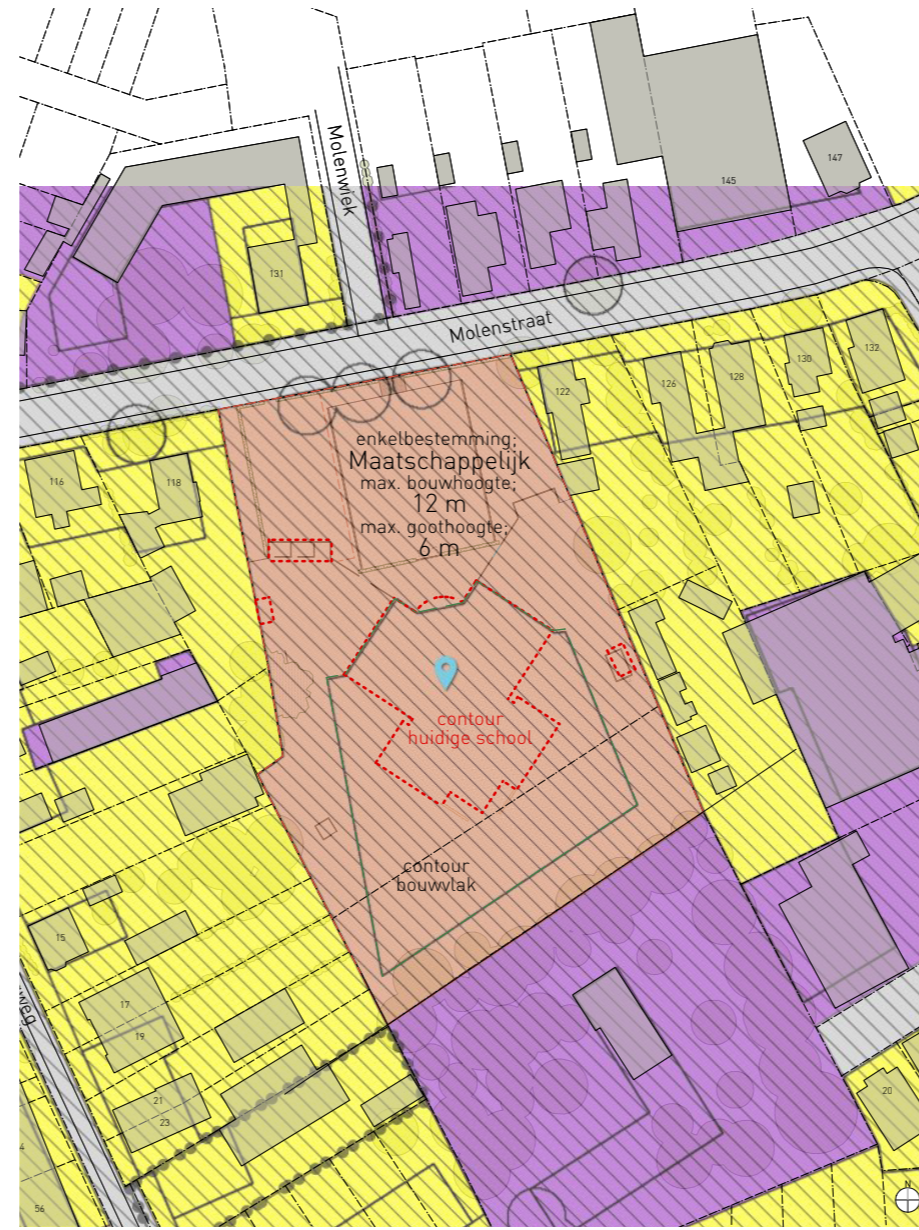 Molenwiek
147
145
131
Molenstraat
132
130
128
126
122
enkelbestemming;
Maatschappelijk
max. bouwhoogte;
12 m
max. goothoogte;
6 m
116
118
contour
huidige school
contour
bouwvlak
15
17
19
21
23
weg
20
56
N